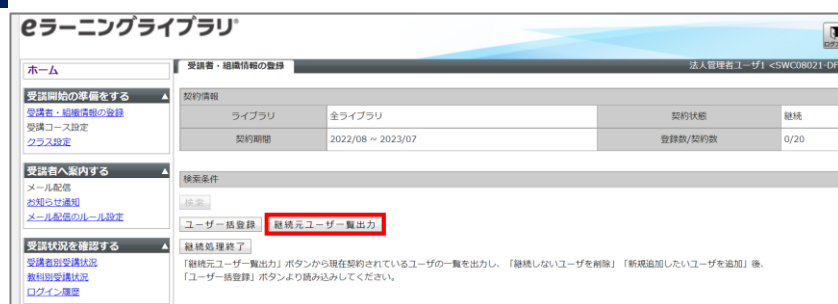 eラーニングライブラリ®
ホーム
受講開始の準備をする ▲
受講者・組織情報の登録
受講コース設定
クラス設定
受講者へ案内する ▲
メール配信
お知らせ通知
メール配信のルール設定
受講状況を確認する ▲
受講者別受講状況
教科別受講状況
ログイン履歴
受講者・組織情報の登録
法人管理者ユーザ1 <SWC08021-DF
契約情報
ライブラリ 全ライブラリ 契約状態 継続
契約期間 2022/08 ~ 2023/07 登録数/契約数 0/20
検索条件
検索
ユーザ一括登録 継続元ユーザ一覧出力
継続処理終了
「継続元ユーザ一覧出力」ボタンから現在契約されているユーザの一覧を出力し、「継続しないユーザを削除」「新規追加したいユーザを追加」後、
「ユーザ一括登録」ボタンより読み込みしてください。